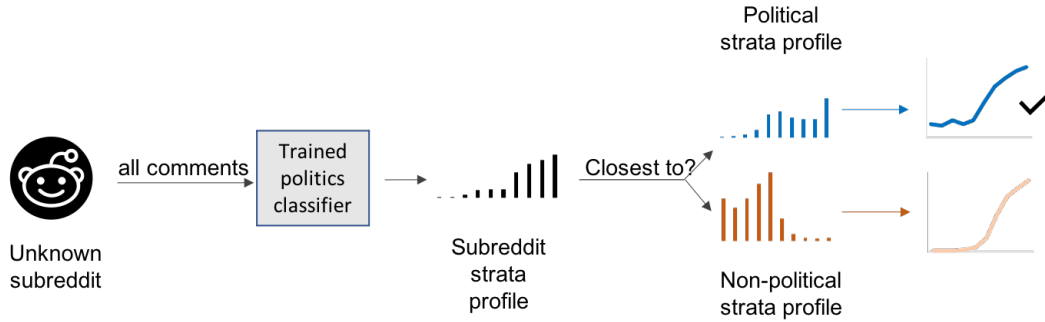 Unknown
subreddit
all comments
Trained
politics
classifier
Subreddit
strata
profile
Closest to?
Political
strata profile
Non-political
strata profile